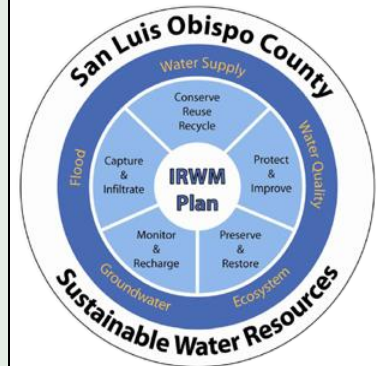 San Luis Obispo County
Water Supply
Conserve
Reuse
Recycle
Flood
Capture
&
Infiltrate
IRWM
Plan
Protect
&
Improve
Water Quality
Monitor
&
Recharge
Preserve
&
Restore
Groundwater
Ecosystem
Sustainable Water Resources